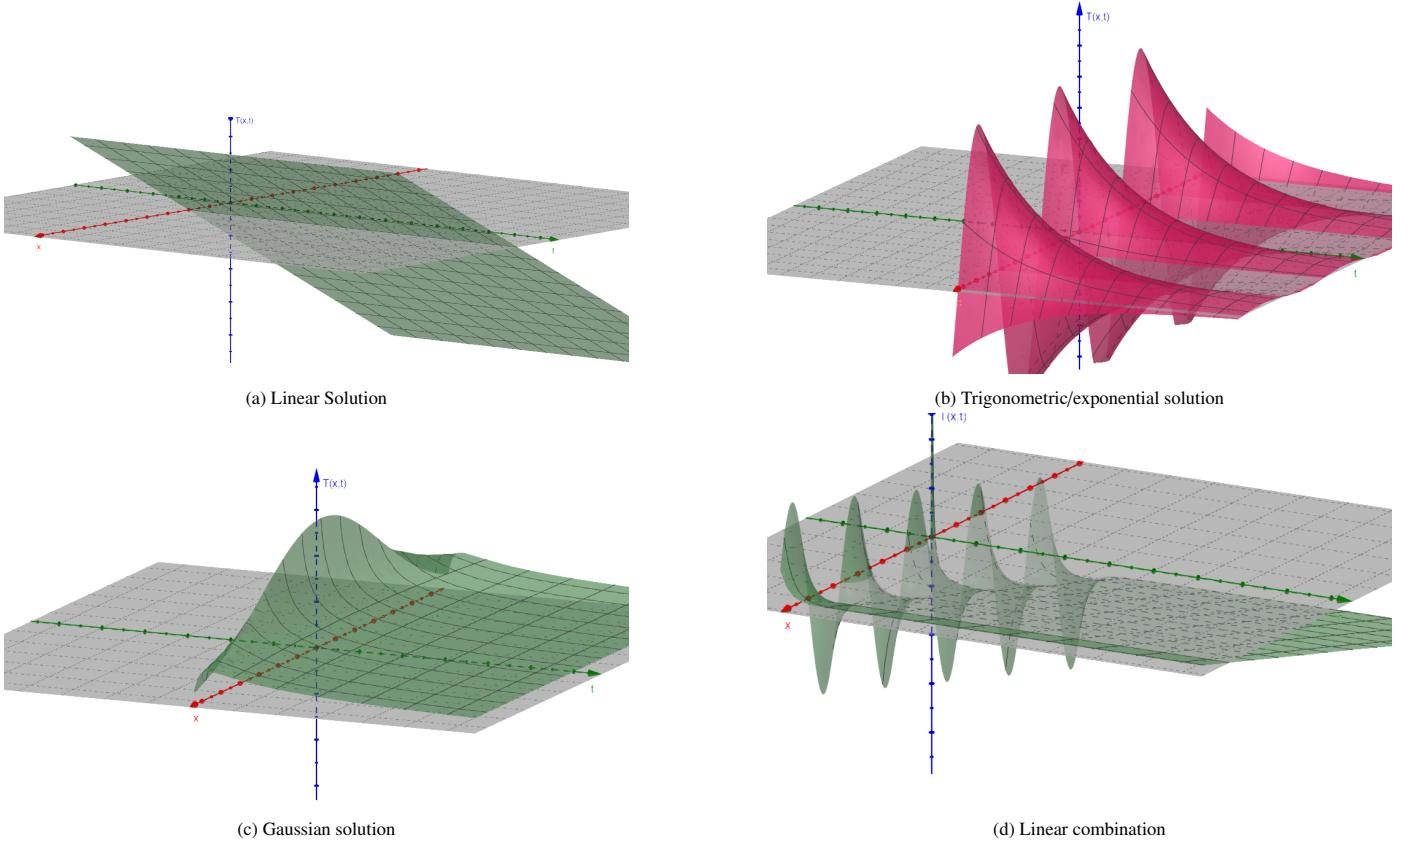 T(x,t)
x
t
(a) Linear Solution
T(x,t)
t
(b) Trigonometric/exponential solution
T(x,t)
x
t
(c) Gaussian solution
T(x,t)
x
t
(d) Linear combination